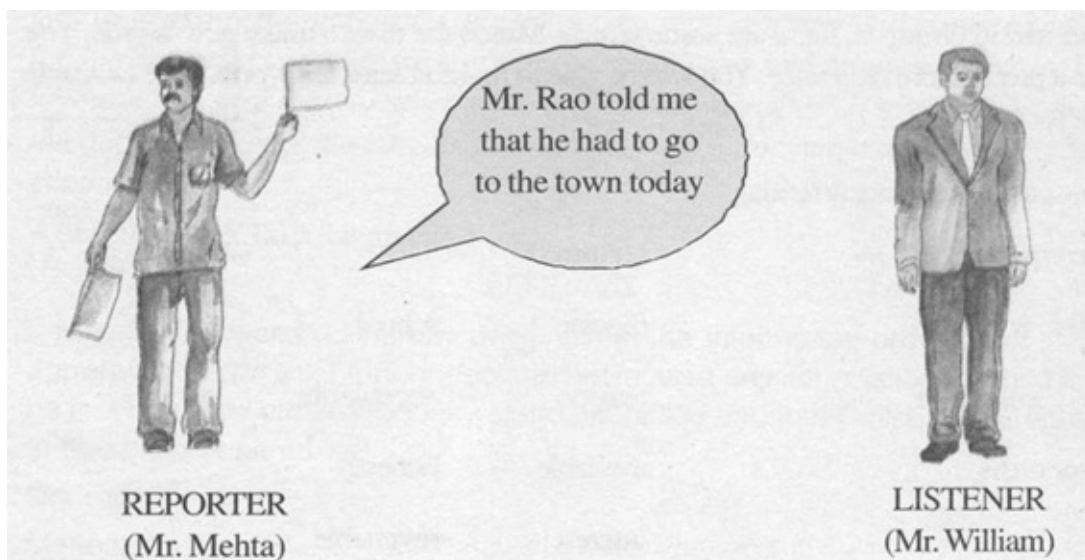 Mr. Rao told me
that he had to go
to the town today
REPORTER
(Mr. Mehta)
LISTENER
(Mr. William)